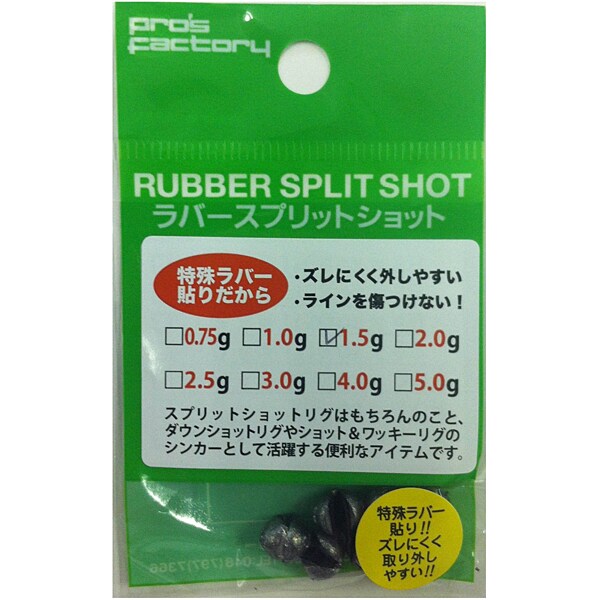 pro's
factory
RUBBER SPLIT SHOT
ラバースプリットショット
特殊ラバー
貼りだから
・ズレにくく外しやすい
・ラインを傷つけない！
□0.75g □1.0g ☑1.5g □2.0g
□2.5g □3.0g □4.0g □5.0g
スプリットショットリグはもちろんのこと、
ダウンショットリグやショット＆ワッキーリグの
シンカーとして活躍する便利なアイテムです。
特殊ラバー
貼り!!
ズレにくく
取り外し
やすい!!
TEL 048(797)7366